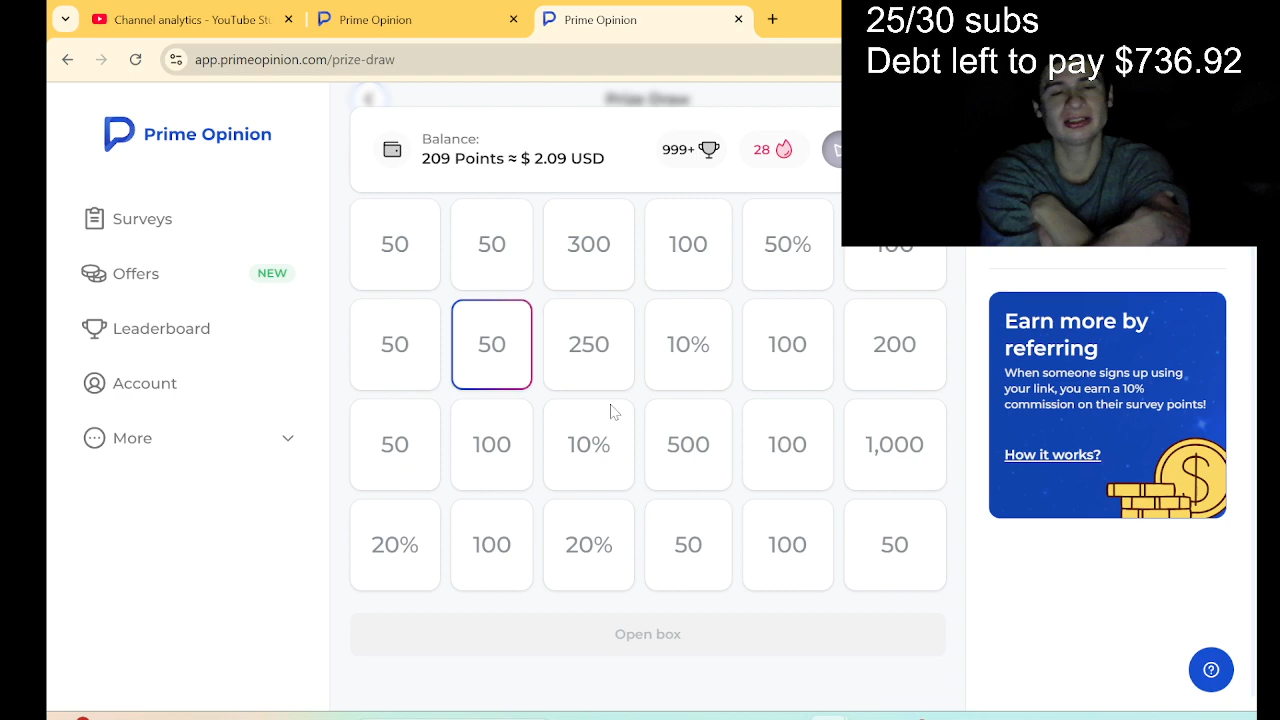 Channel analytics - YouTube Stu
Prime Opinion
Prime Opinion
25/30 subs
Debt left to pay $736.92
app.primeopinion.com/prize-draw
Prime Opinion
Surveys
Offers
NEW
Leaderboard
Account
More
Prize Draw
Balance:
209 Points ≈ $ 2.09 USD
999+
28
50 50 300 100 50% 100
50 50 250 10% 100 200
50 100 10% 500 100 1,000
20% 100 20% 50 100 50
Open box
Earn more by
referring
When someone signs up using
your link, you earn a 10%
commission on their survey points!
How it works?